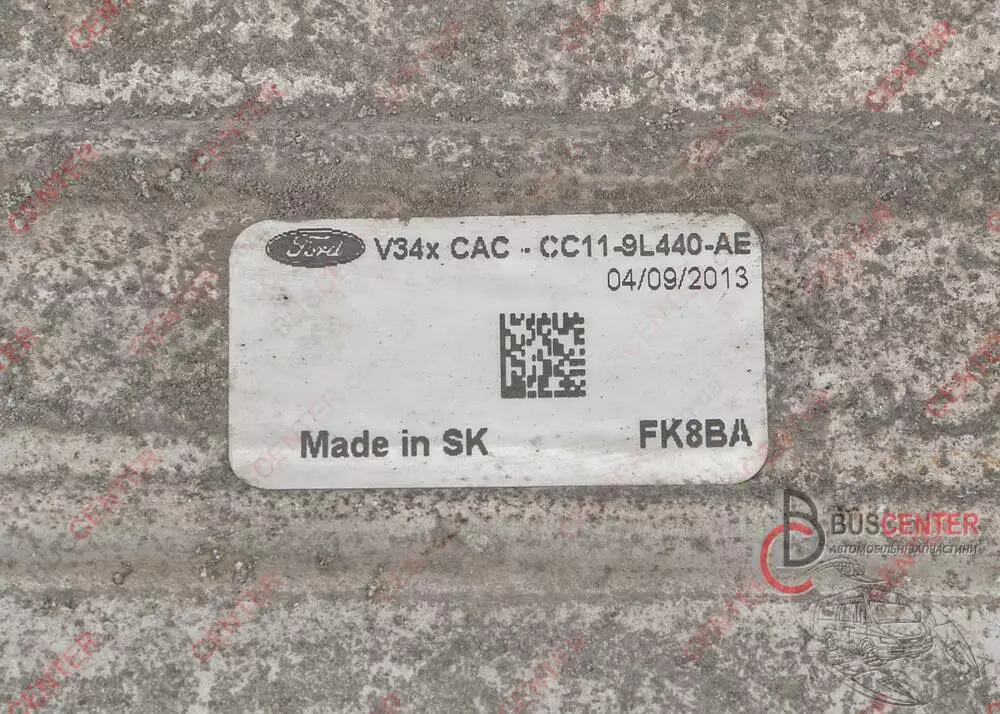 Ford V34x CAC - CC11-9L440-AE
04/09/2013
Made in SK
FK8BA
BUSCENTER
АВТОМОБІЛЬНІ ЗАПЧАСТИНИ